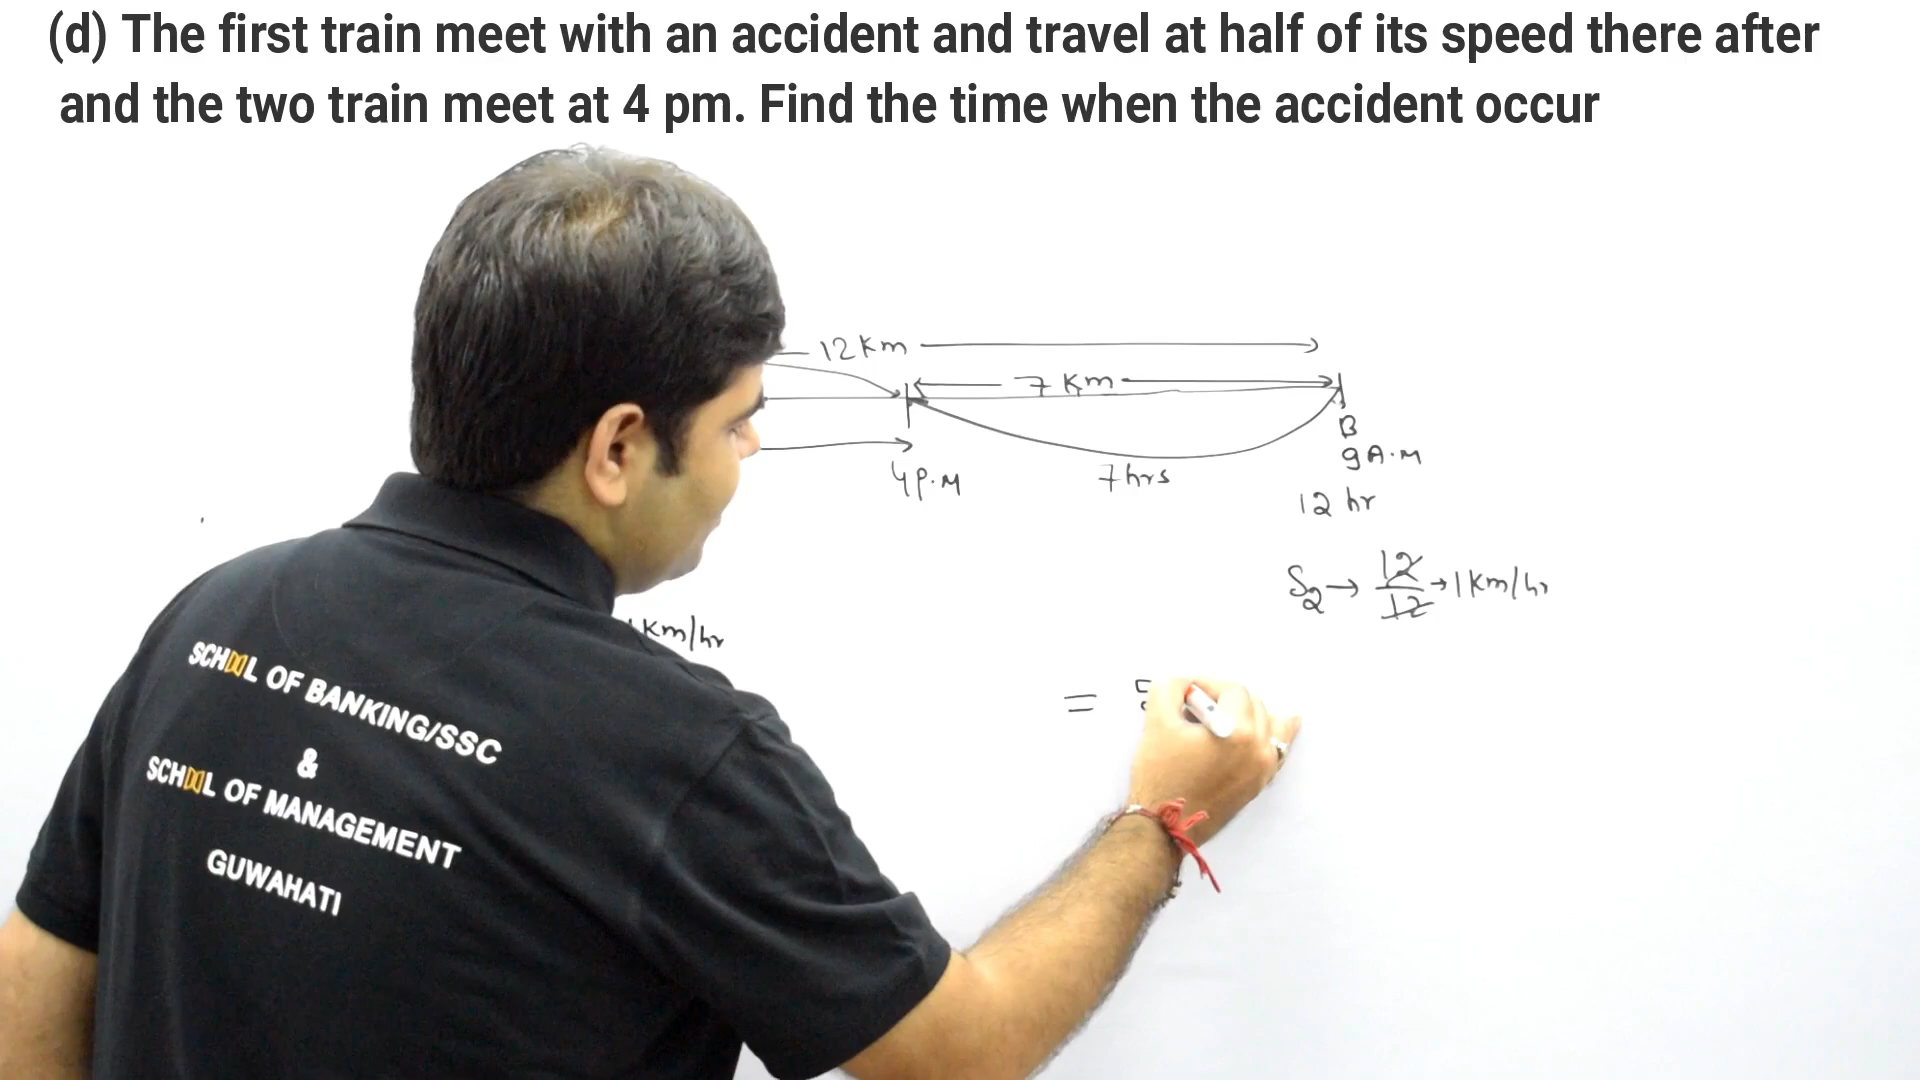 (d) The first train meet with an accident and travel at half of its speed there after
and the two train meet at 4 pm. Find the time when the accident occur
12 Km
7 Km
B
9 A.M
4 P.M
7 hrs
12 hr
S2 → 12/12 → 1 Km/hr
Km/hr
= 5
SCHOOL OF BANKING/SSC
&
SCHOOL OF MANAGEMENT
GUWAHATI